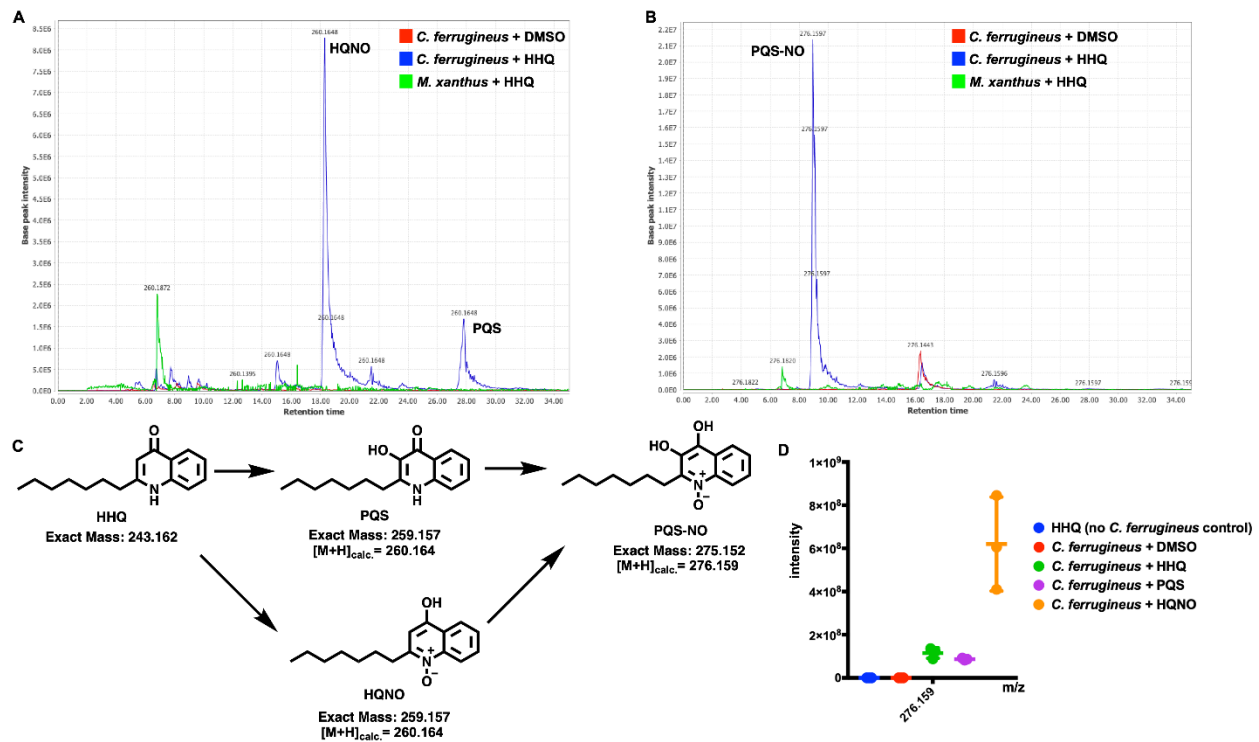 A
C. ferrugineus + DMSO
C. ferrugineus + HHQ
M. xanthus + HHQ
HQNO
PQS
260.1648
260.1872
260.1395
260.1648
260.1648
260.1648
260.1648
Base peak intensity
8.5E6
8.0E6
7.5E6
7.0E6
6.5E6
6.0E6
5.5E6
5.0E6
4.5E6
4.0E6
3.5E6
3.0E6
2.5E6
2.0E6
1.5E6
1.0E6
5.0E5
0.0E0
0.00 2.00 4.00 6.00 8.00 10.00 12.00 14.00 16.00 18.00 20.00 22.00 24.00 26.00 28.00 30.00 32.00 34.00
Retention time
B
C. ferrugineus + DMSO
C. ferrugineus + HHQ
M. xanthus + HHQ
PQS-NO
276.1597
276.1597
276.1597
276.1822
276.1820
276.1443
276.1596
276.1597
276.159
Base peak intensity
2.2E7
2.1E7
2.0E7
1.9E7
1.8E7
1.7E7
1.6E7
1.5E7
1.4E7
1.3E7
1.2E7
1.1E7
1.0E7
9.0E6
8.0E6
7.0E6
6.0E6
5.0E6
4.0E6
3.0E6
2.0E6
1.0E6
0.0E0
0.00 2.00 4.00 6.00 8.00 10.00 12.00 14.00 16.00 18.00 20.00 22.00 24.00 26.00 28.00 30.00 32.00 34.00
Retention time
C
O
N
H
HHQ
Exact Mass: 243.162
HO
O
N
H
PQS
Exact Mass: 259.157
[M+H]calc.= 260.164
OH
HO
N+
O−
PQS-NO
Exact Mass: 275.152
[M+H]calc.= 276.159
OH
N+
O−
HQNO
Exact Mass: 259.157
[M+H]calc.= 260.164
D
intensity
1×10⁹
8×10⁸
6×10⁸
4×10⁸
2×10⁸
0
276.159
m/z
HHQ (no C. ferrugineus control)
C. ferrugineus + DMSO
C. ferrugineus + HHQ
C. ferrugineus + PQS
C. ferrugineus + HQNO